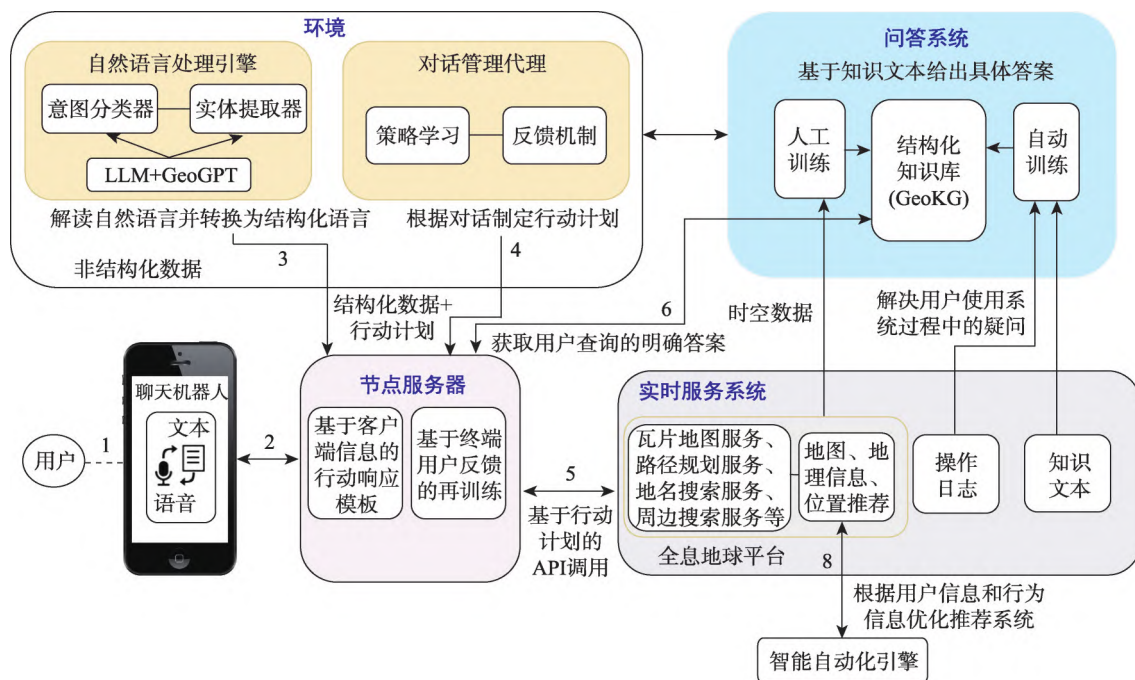 环境
自然语言处理引擎
意图分类器
实体提取器
LLM+GeoGPT
解读自然语言并转换为结构化语言
对话管理代理
策略学习
反馈机制
根据对话制定行动计划
3
4
非结构化数据
问答系统
基于知识文本给出具体答案
人工
训练
结构化
知识库
(GeoKG)
自动
训练
结构化数据+
行动计划
6
获取用户查询的明确答案
时空数据
解决用户使用系
统过程中的疑问
用户
1
聊天机器人
文本
语音
2
节点服务器
基于客户
端信息的
行动响应
模板
基于终端
用户反馈
的再训练
5
基于行动
计划的
API调用
实时服务系统
瓦片地图服务、
路径规划服务、
地名搜索服务、
周边搜索服务等
地图、地
理信息、
位置推荐
操作
日志
知识
文本
全息地球平台
8
根据用户信息和行为
信息优化推荐系统
智能自动化引擎